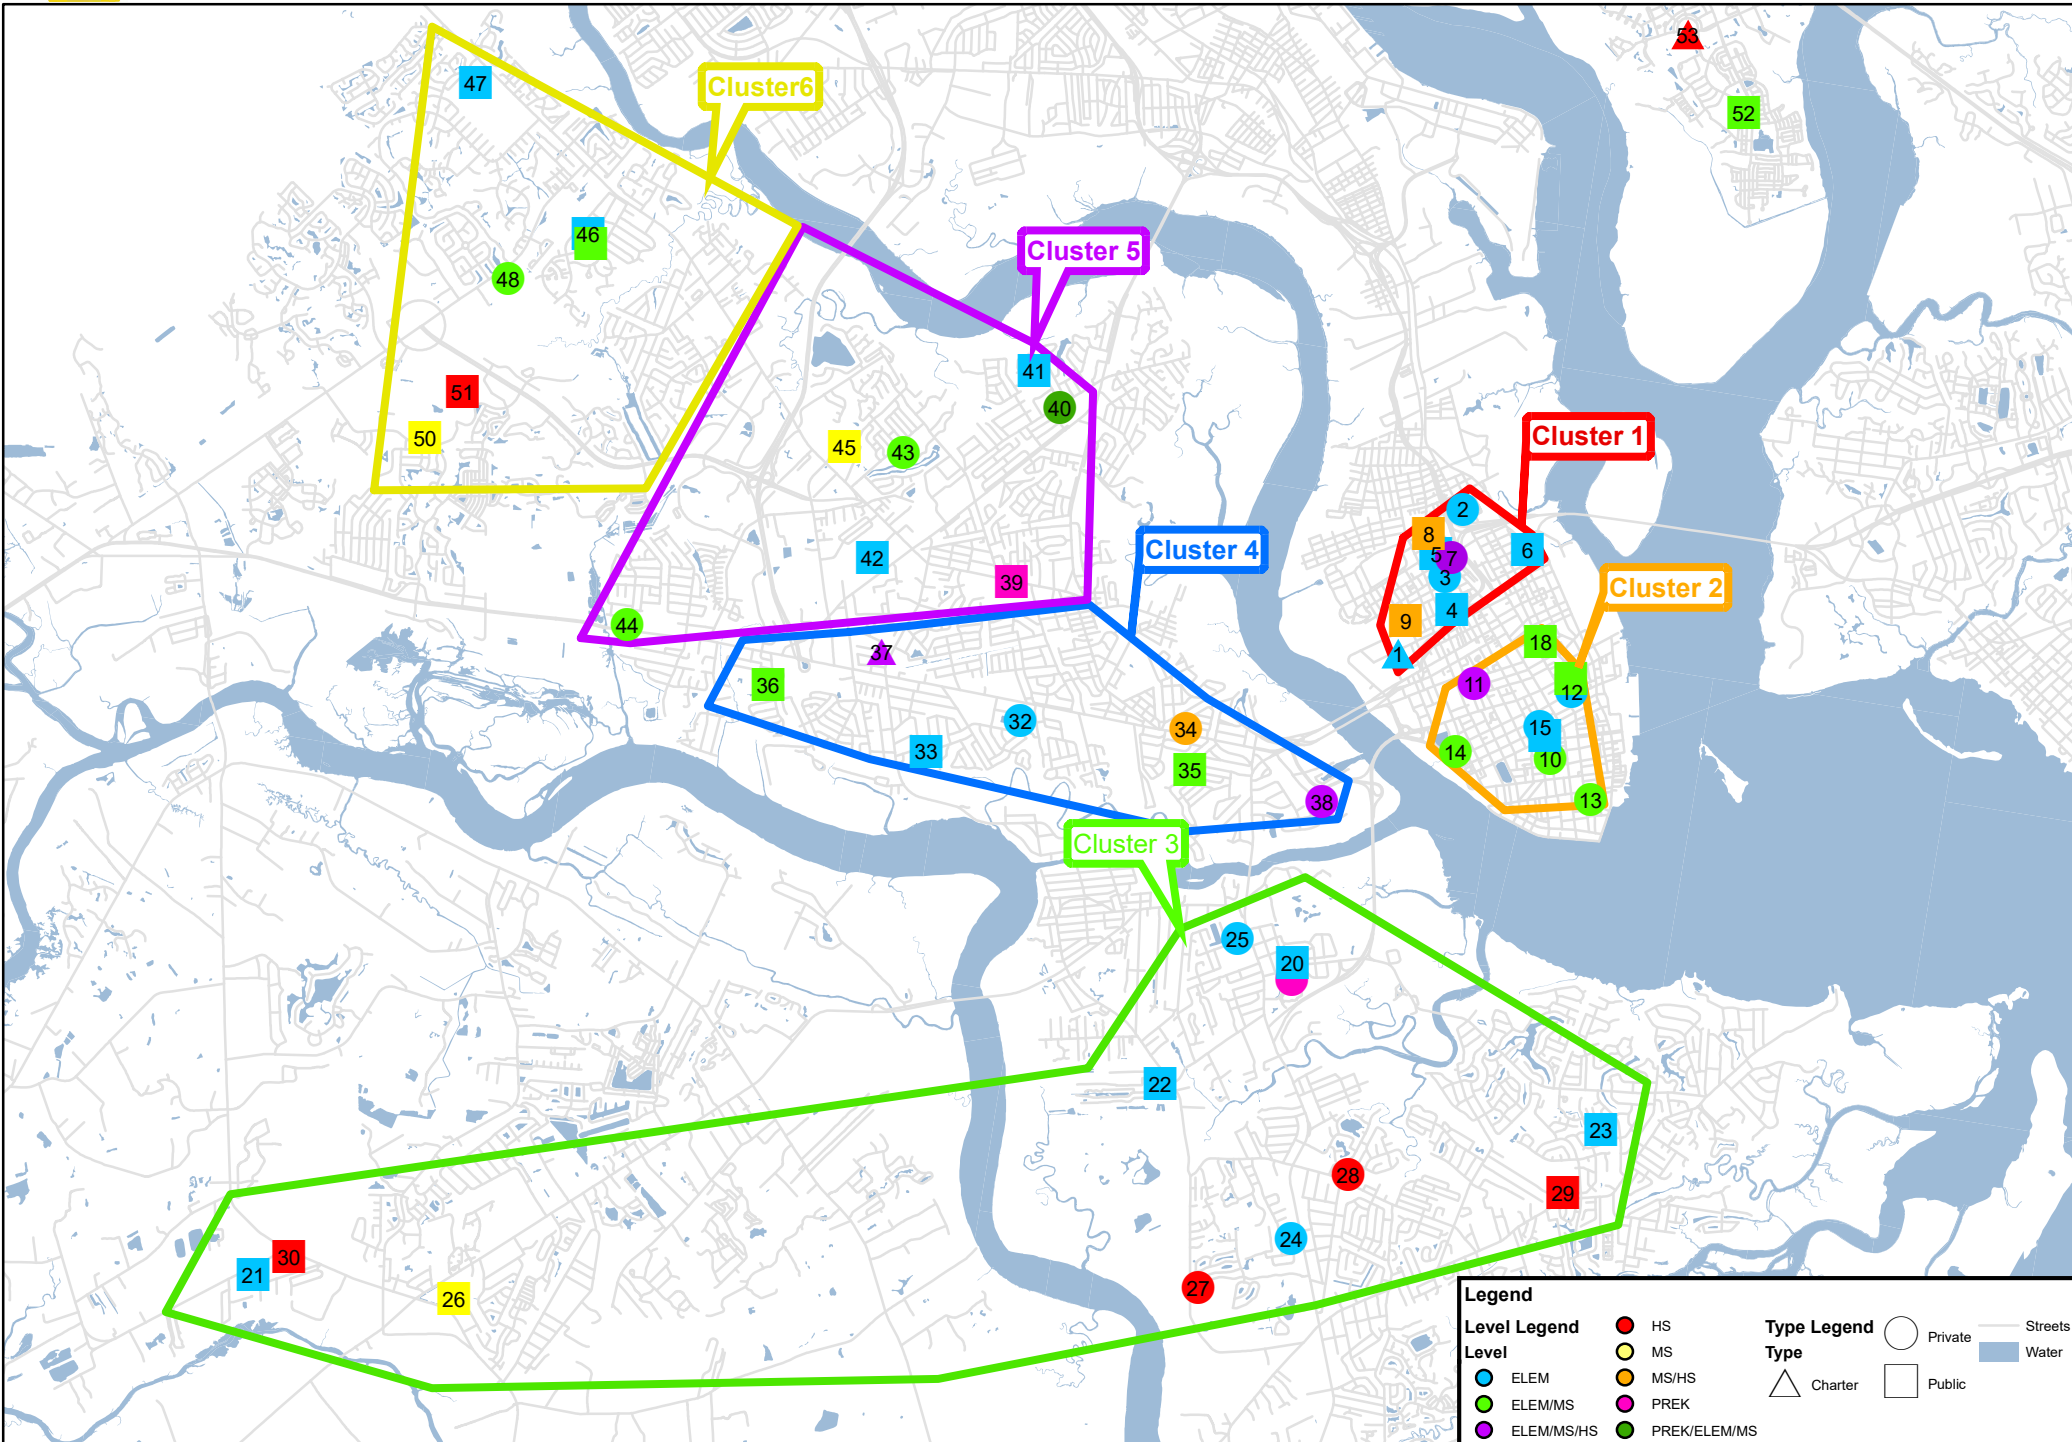 53
47
Cluster6
52
46
Cluster 5
48
41
51
40
50
45
43
Cluster 1
2
8
6
5
7
42
Cluster 4
3
39
Cluster 2
4
9
44
18
37
1
36
11
12
32
34
15
33
14
10
35
38
13
Cluster 3
25
20
22
23
28
29
24
30
21
27
26
Legend
Level Legend
Level
ELEM
ELEM/MS
ELEM/MS/HS
HS
MS
MS/HS
PREK
PREK/ELEM/MS
Type Legend
Type
Charter
Private
Public
Streets
Water